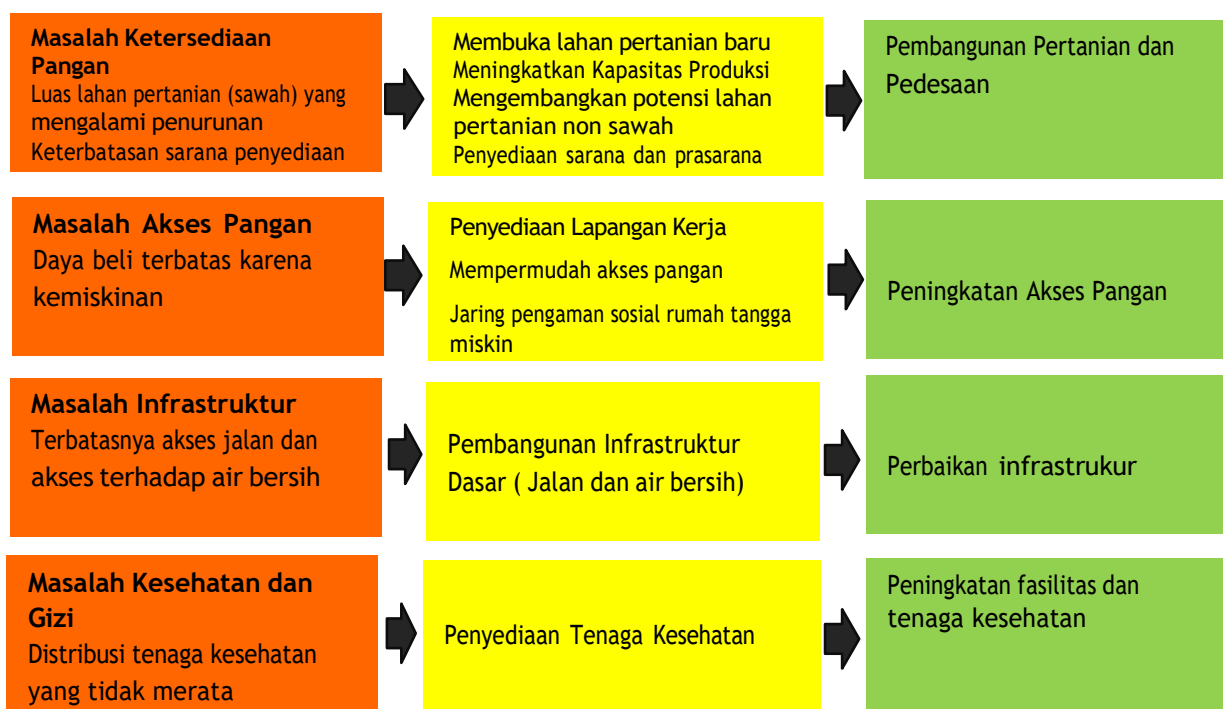 Masalah Ketersediaan
Pangan
Luas lahan pertanian (sawah) yang
mengalami penurunan
Keterbatasan sarana penyediaan
Membuka lahan pertanian baru
Meningkatkan Kapasitas Produksi
Mengembangkan potensi lahan
pertanian non sawah
Penyediaan sarana dan prasarana
Pembangunan Pertanian dan
Pedesaan
Masalah Akses Pangan
Daya beli terbatas karena
kemiskinan
Penyediaan Lapangan Kerja
Mempermudah akses pangan
Jaring pengaman sosial rumah tangga
miskin
Peningkatan Akses Pangan
Masalah Infrastruktur
Terbatasnya akses jalan dan
akses terhadap air bersih
Pembangunan Infrastruktur
Dasar ( Jalan dan air bersih)
Perbaikan infrastrukur
Masalah Kesehatan dan
Gizi
Distribusi tenaga kesehatan
yang tidak merata
Penyediaan Tenaga Kesehatan
Peningkatan fasilitas dan
tenaga kesehatan